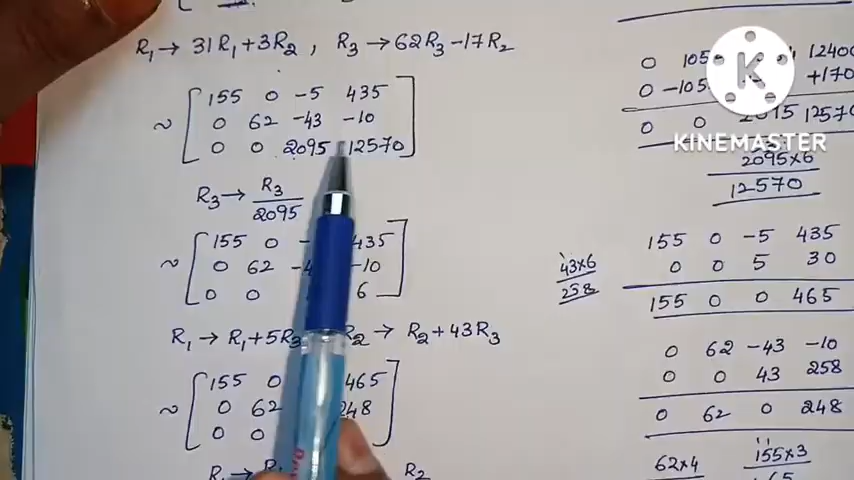 R₁→ 31R₁+3R₂ , R₃→62R₃-17R₂
~ [155 0 -5 435
0 62 -43 -10
0 0 2095 12570]
R₃→ R₃/2095
~ [155 0 435
0 62 -10
0 0 6]
R₁→ R₁+5R₃ R₂→ R₂+43R₃
~ [155 0 465
0 62 248
0 0]
R₂
0 12400
0 -105 +170
0 0 12570
2095×6
12570
155 0 -5 435
0 0 5 30
155 0 0 465
43×6
258
0 62 -43 -10
0 0 43 258
0 62 0 248
62×4 155×3
K
KINEMASTER